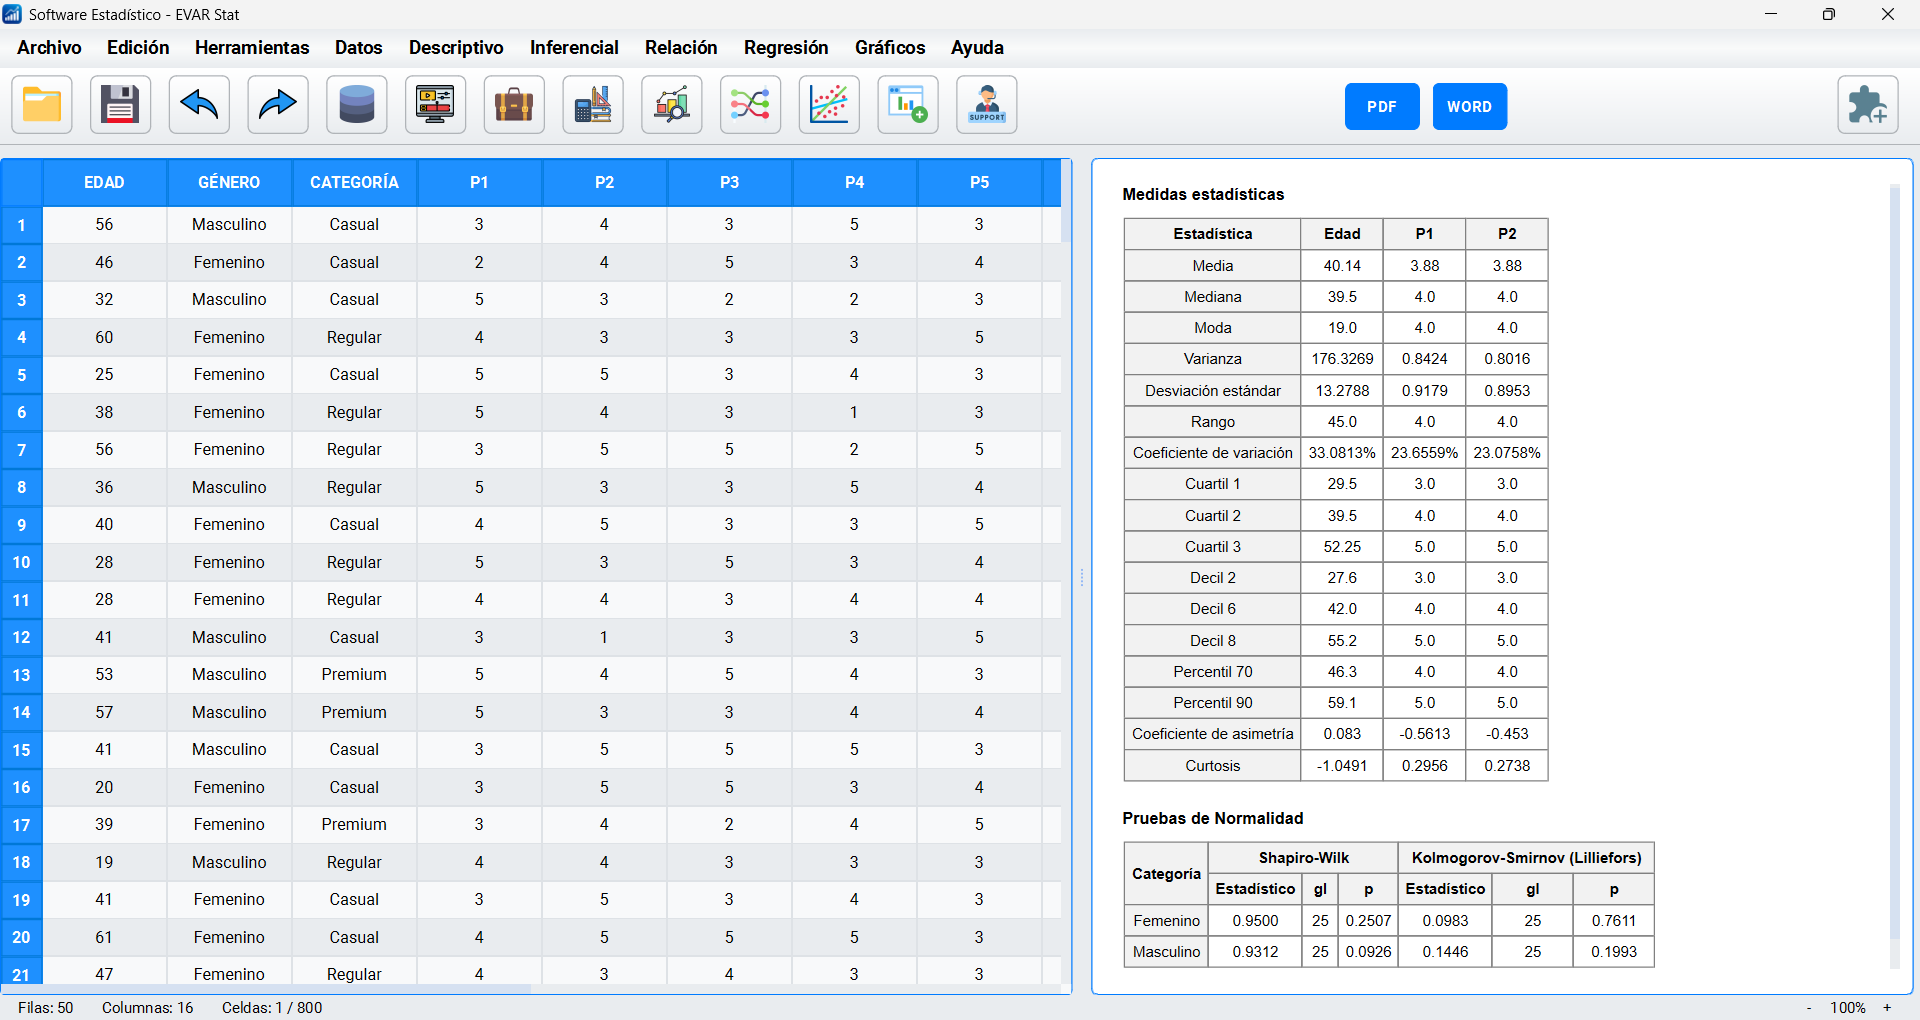 Software Estadístico - EVAR Stat
Archivo Edición Herramientas Datos Descriptivo Inferencial Relación Regresión Gráficos Ayuda
SUPPORT
PDF WORD
EDAD GÉNERO CATEGORÍA P1 P2 P3 P4 P5
1 56 Masculino Casual 3 4 3 5 3
2 46 Femenino Casual 2 4 5 3 4
3 32 Masculino Casual 5 3 2 2 3
4 60 Femenino Regular 4 3 3 3 5
5 25 Femenino Casual 5 5 3 4 3
6 38 Femenino Regular 5 4 3 1 3
7 56 Femenino Regular 3 5 5 2 5
8 36 Masculino Regular 5 3 3 5 4
9 40 Femenino Casual 4 5 3 3 5
10 28 Femenino Regular 5 3 5 3 4
11 28 Femenino Regular 4 4 3 4 4
12 41 Masculino Casual 3 1 3 3 5
13 53 Masculino Premium 5 4 5 4 3
14 57 Masculino Premium 5 3 3 4 4
15 41 Masculino Casual 3 5 5 5 3
16 20 Femenino Casual 3 5 5 3 4
17 39 Femenino Premium 3 4 2 4 5
18 19 Masculino Regular 4 4 3 3 3
19 41 Femenino Casual 3 5 3 4 3
20 61 Femenino Casual 4 5 5 5 3
21 47 Femenino Regular 4 3 4 3 3
Medidas estadísticas
Estadística Edad P1 P2
Media 40.14 3.88 3.88
Mediana 39.5 4.0 4.0
Moda 19.0 4.0 4.0
Varianza 176.3269 0.8424 0.8016
Desviación estándar 13.2788 0.9179 0.8953
Rango 45.0 4.0 4.0
Coeficiente de variación 33.0813% 23.6559% 23.0758%
Cuartil 1 29.5 3.0 3.0
Cuartil 2 39.5 4.0 4.0
Cuartil 3 52.25 5.0 5.0
Decil 2 27.6 3.0 3.0
Decil 6 42.0 4.0 4.0
Decil 8 55.2 5.0 5.0
Percentil 70 46.3 4.0 4.0
Percentil 90 59.1 5.0 5.0
Coeficiente de asimetría 0.083 -0.5613 -0.453
Curtosis -1.0491 0.2956 0.2738
Pruebas de Normalidad
Categoría Shapiro-Wilk Kolmogorov-Smirnov (Lilliefors)
Estadístico gl p Estadístico gl p
Femenino 0.9500 25 0.2507 0.0983 25 0.7611
Masculino 0.9312 25 0.0926 0.1446 25 0.1993
Filas: 50 Columnas: 16 Celdas: 1 / 800
- 100% +